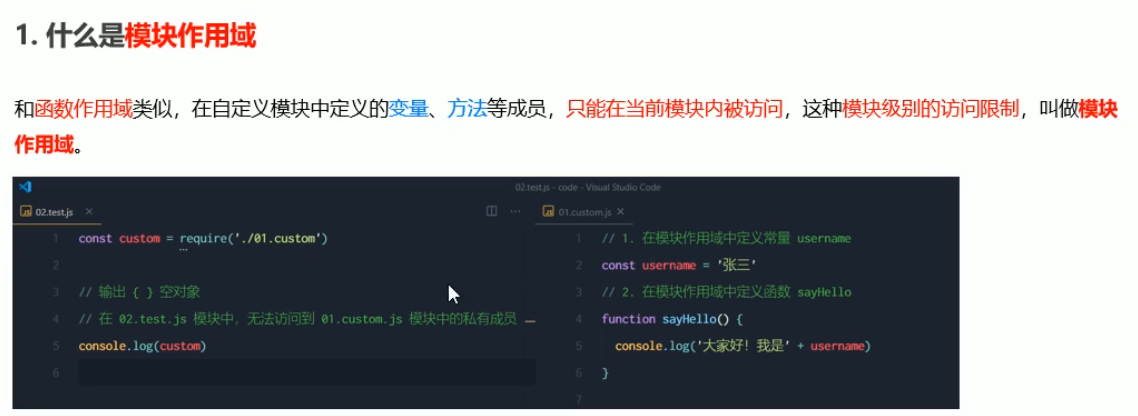 1. 什么是模块作用域
和函数作用域类似，在自定义模块中定义的变量、方法等成员，只能在当前模块内被访问，这种模块级别的访问限制，叫做模块
作用域。
02.test.js - code - Visual Studio Code
02.test.js
1 const custom = require('./01.custom')
2
3 // 输出 { } 空对象
4 // 在 02.test.js 模块中，无法访问到 01.custom.js 模块中的私有成员
5 console.log(custom)
6
01.custom.js
1 // 1. 在模块作用域中定义常量 username
2 const username = '张三'
3 // 2. 在模块作用域中定义函数 sayHello
4 function sayHello() {
5 console.log('大家好！我是' + username)
6 }
7